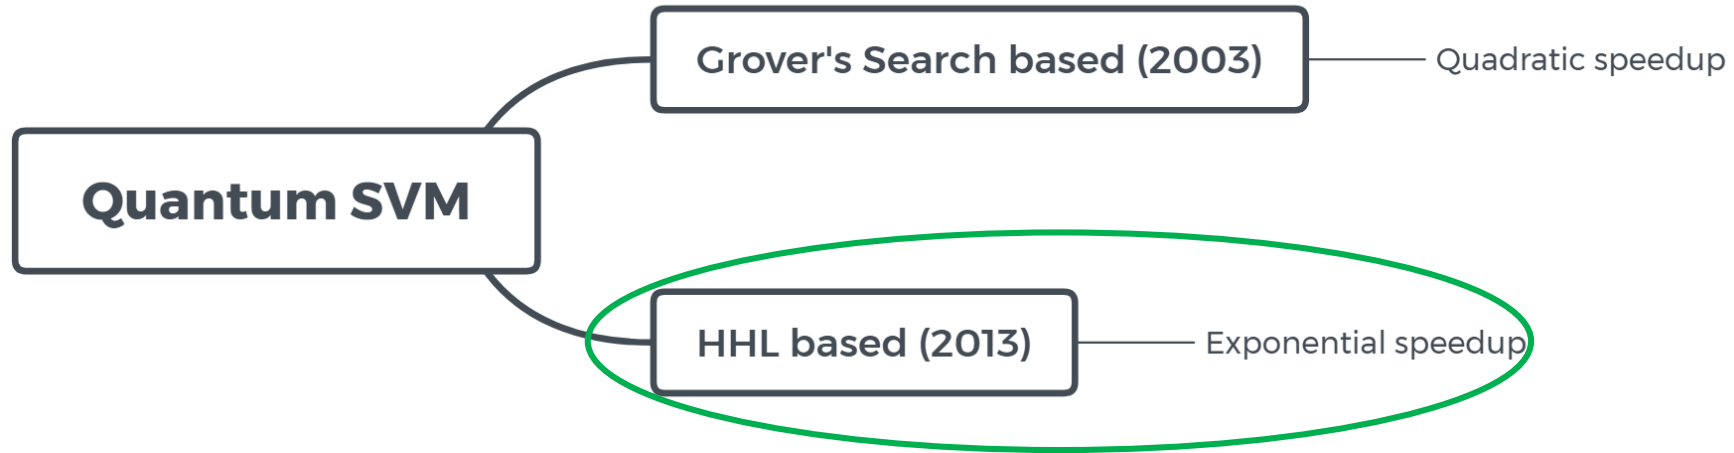 Grover's Search based (2003)
Quadratic speedup
Quantum SVM
HHL based (2013)
Exponential speedup